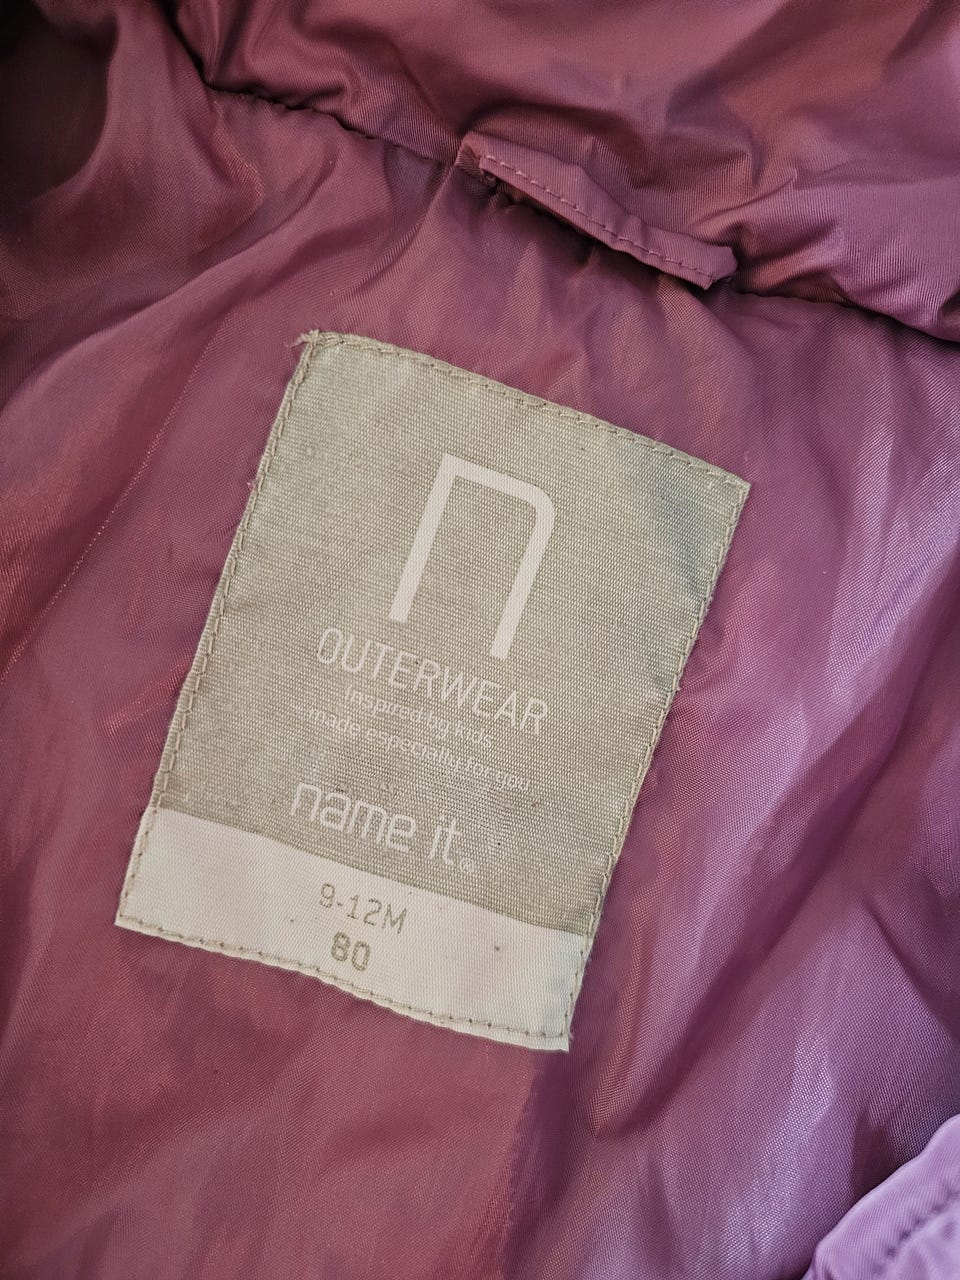 n
OUTERWEAR
inspired by kids
made especially for you
name it®
9-12M
80